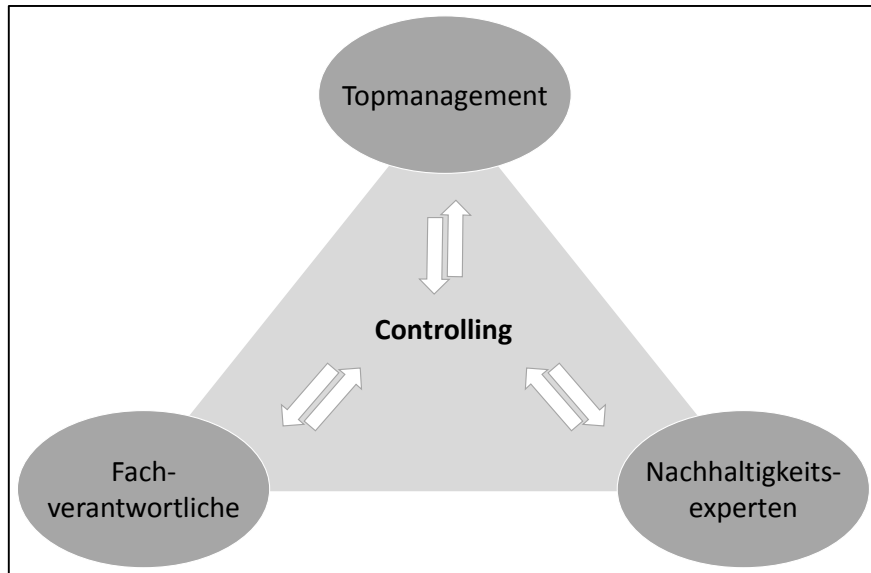 Topmanagement
Controlling
Fach-
verantwortliche
Nachhaltigkeits-
experten